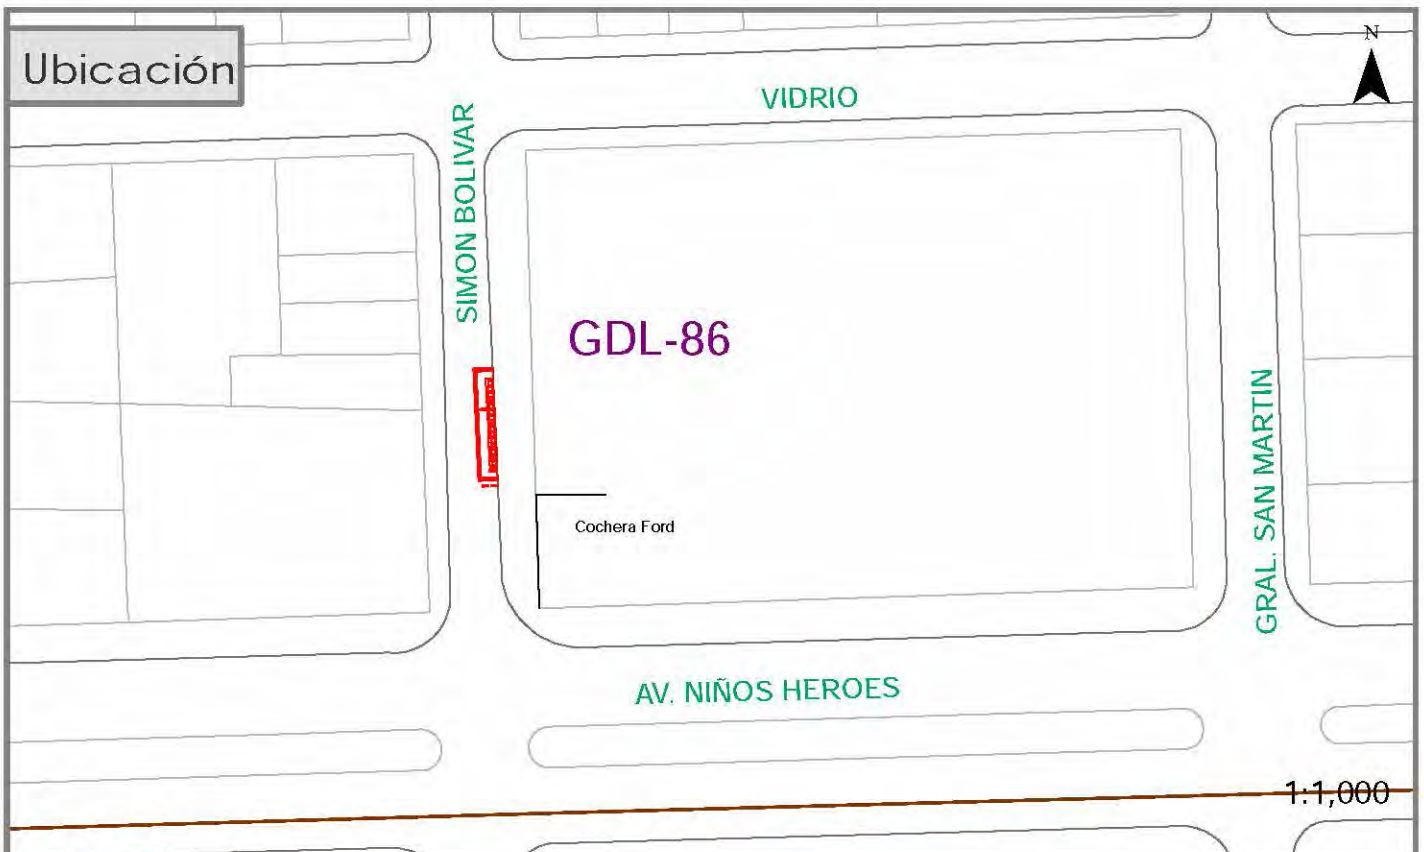 Ubicación
N
VIDRIO
SIMON BOLIVAR
GDL-86
GRAL. SAN MARTIN
Cochera Ford
AV. NIÑOS HEROES
1:1,000